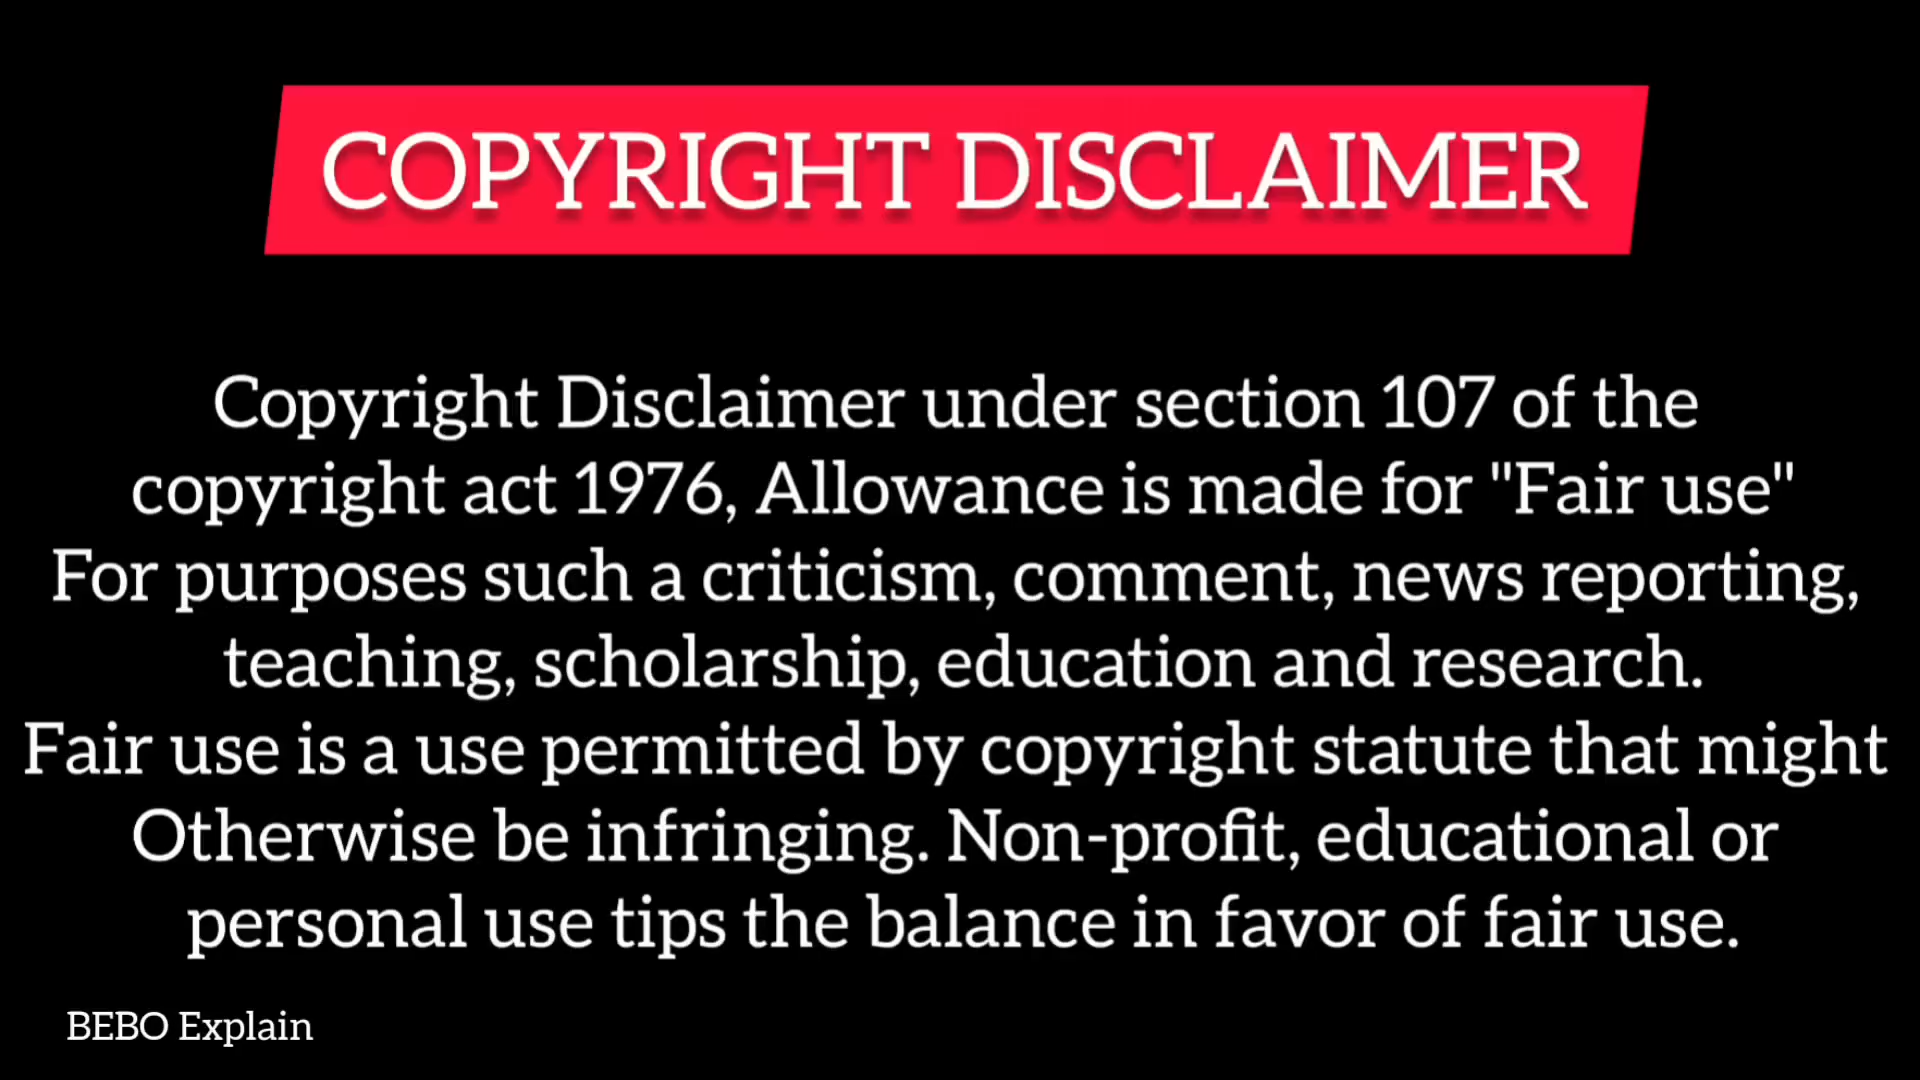 COPYRIGHT DISCLAIMER
Copyright Disclaimer under section 107 of the
copyright act 1976, Allowance is made for "Fair use"
For purposes such a criticism, comment, news reporting,
teaching, scholarship, education and research.
Fair use is a use permitted by copyright statute that might
Otherwise be infringing. Non-profit, educational or
personal use tips the balance in favor of fair use.
BEBO Explain